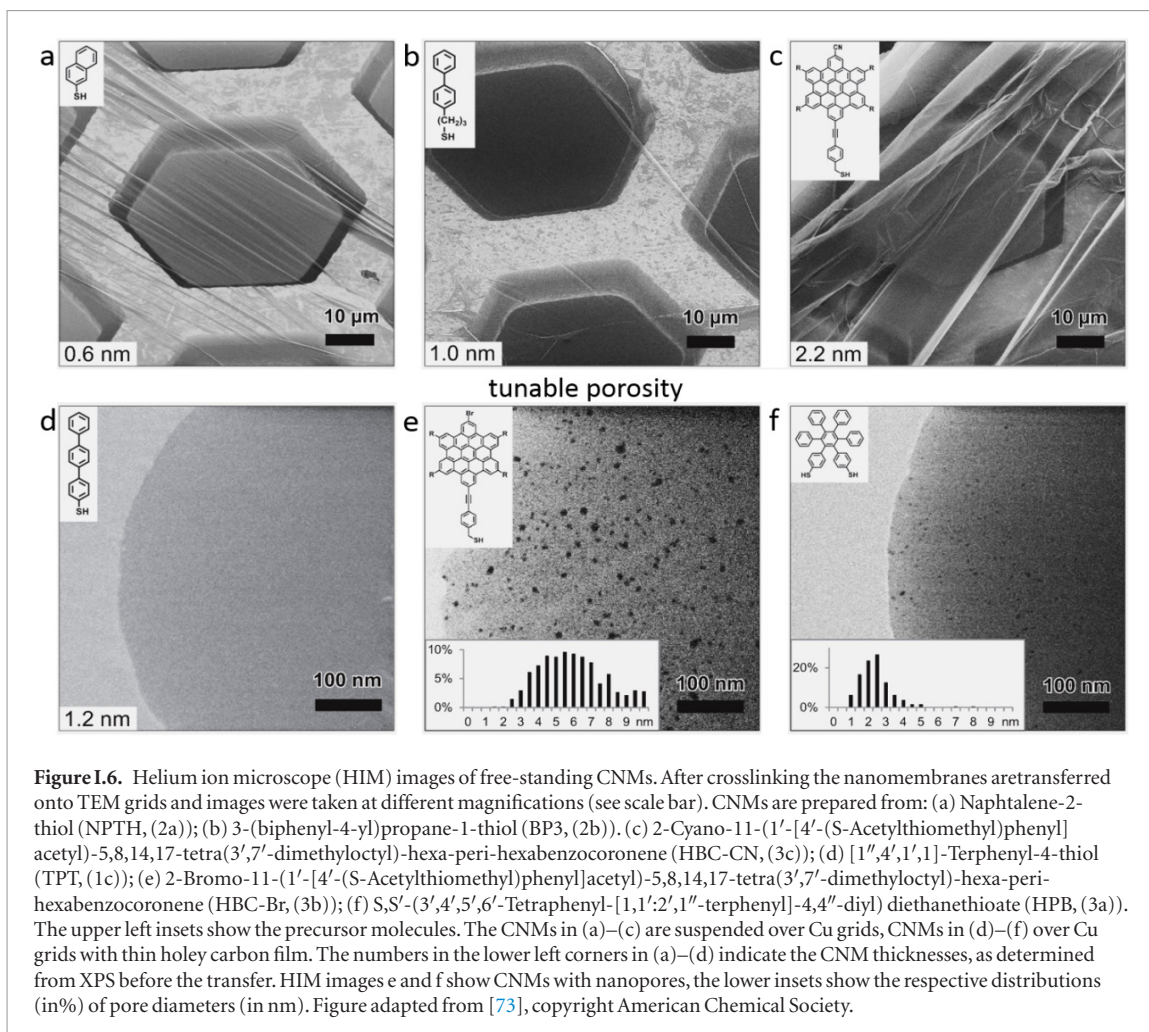 a
SH
0.6 nm
10 µm
b
(CH₂)₃
SH
1.0 nm
10 µm
c
CN
R
R
R
R
SH
2.2 nm
10 µm
tunable porosity
d
SH
1.2 nm
100 nm
e
Br
R
R
R
R
SH
10%
5%
0%
0 1 2 3 4 5 6 7 8 9 nm
100 nm
f
HS
SH
20%
0%
0 1 2 3 4 5 6 7 8 9 nm
100 nm
Figure I.6. Helium ion microscope (HIM) images of free-standing CNMs. After crosslinking the nanomembranes aretransferred
onto TEM grids and images were taken at different magnifications (see scale bar). CNMs are prepared from: (a) Naphtalene-2-
thiol (NPTH, (2a)); (b) 3-(biphenyl-4-yl)propane-1-thiol (BP3, (2b)). (c) 2-Cyano-11-(1′-[4′-(S-Acetylthiomethyl)phenyl]
acetyl)-5,8,14,17-tetra(3′,7′-dimethyloctyl)-hexa-peri-hexabenzocoronene (HBC-CN, (3c)); (d) [1″,4′,1′,1]-Terphenyl-4-thiol
(TPT, (1c)); (e) 2-Bromo-11-(1′-[4′-(S-Acetylthiomethyl)phenyl]acetyl)-5,8,14,17-tetra(3′,7′-dimethyloctyl)-hexa-peri-
hexabenzocoronene (HBC-Br, (3b)); (f) S,S′-(3′,4′,5′,6′-Tetraphenyl-[1,1′:2′,1″-terphenyl]-4,4″-diyl) diethanethioate (HPB, (3a)).
The upper left insets show the precursor molecules. The CNMs in (a)–(c) are suspended over Cu grids, CNMs in (d)–(f) over Cu
grids with thin holey carbon film. The numbers in the lower left corners in (a)–(d) indicate the CNM thicknesses, as determined
from XPS before the transfer. HIM images e and f show CNMs with nanopores, the lower insets show the respective distributions
(in%) of pore diameters (in nm). Figure adapted from [73], copyright American Chemical Society.